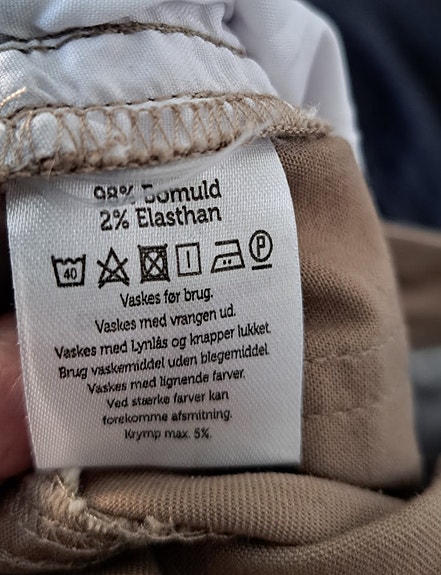 98% Bomuld
2% Elasthan
40 P
Vaskes før brug.
Vaskes med vrangen ud.
Vaskes med Lynlås og knapper lukket.
Brug vaskemiddel uden blegemiddel.
Vaskes med lignende farver.
Ved stærke farver kan
forekomme afsmitning.
Krymp max. 5%.